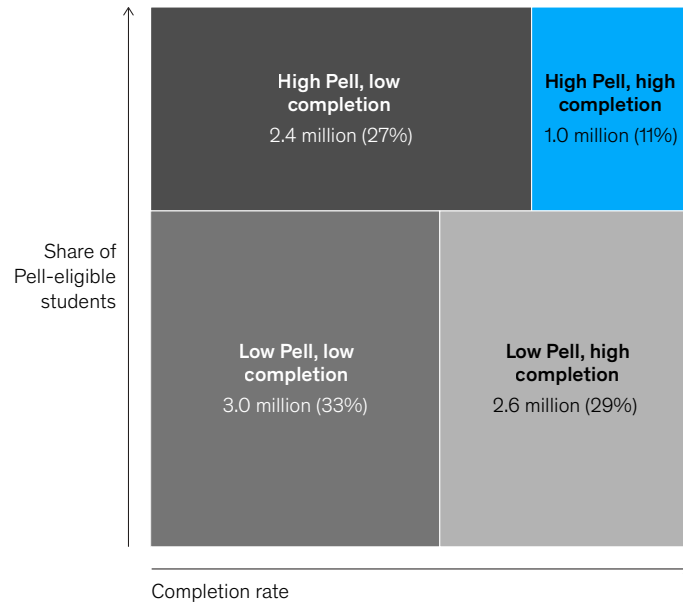 High Pell, low
completion
2.4 million (27%)
High Pell, high
completion
1.0 million (11%)
Share of
Pell-eligible
students
Low Pell, low
completion
3.0 million (33%)
Low Pell, high
completion
2.6 million (29%)
Completion rate